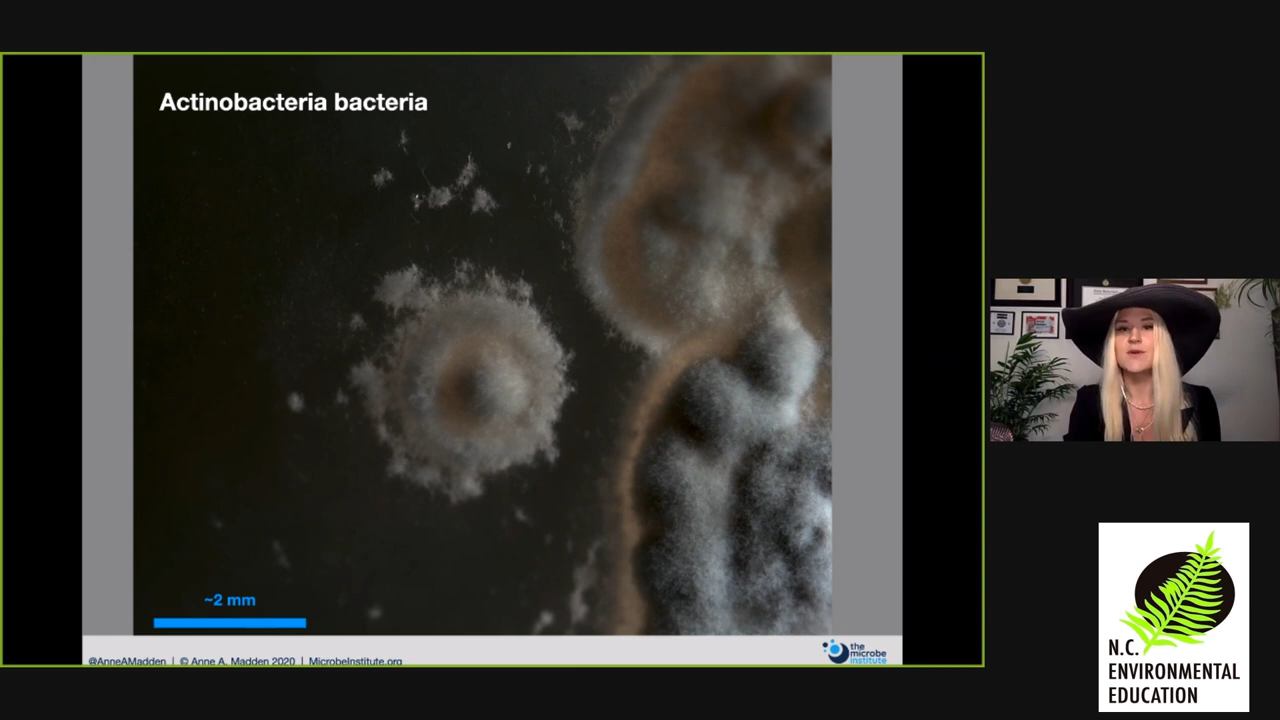 Actinobacteria bacteria
~2 mm
@AnneAMadden | © Anne A. Madden 2020 | MicrobeInstitute.org
the
microbe
institute
N.C.
ENVIRONMENTAL
EDUCATION